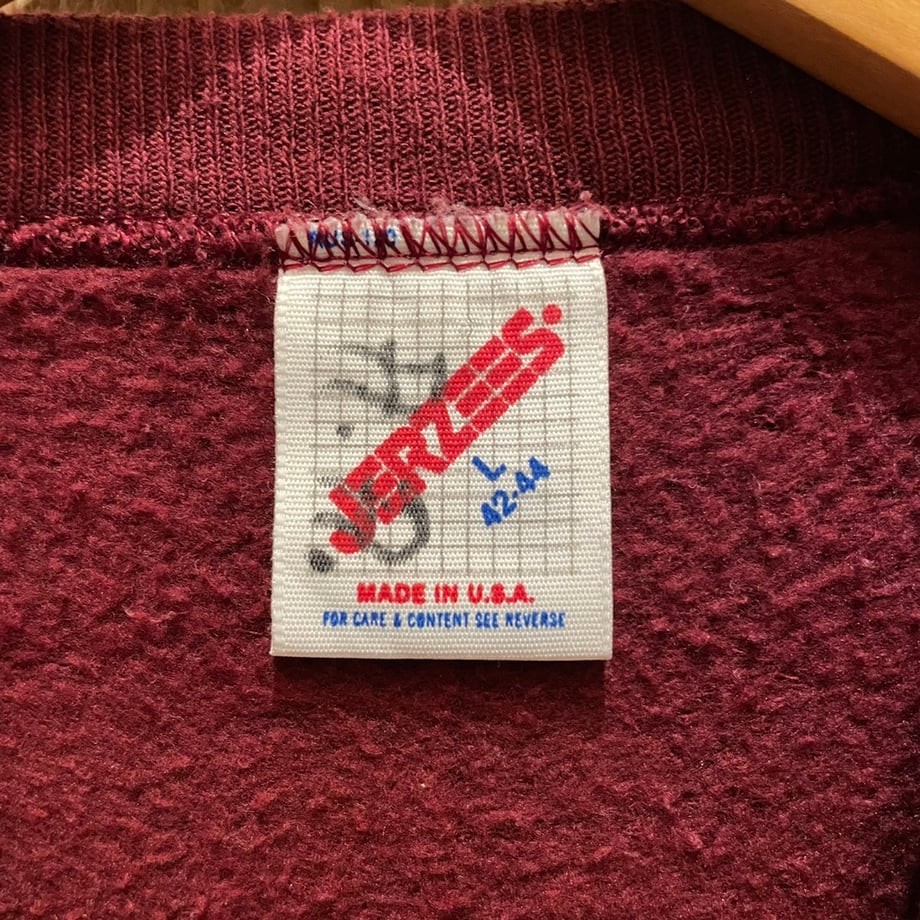 JERZEES
L
42-44
MADE IN U.S.A.
FOR CARE & CONTENT SEE REVERSE